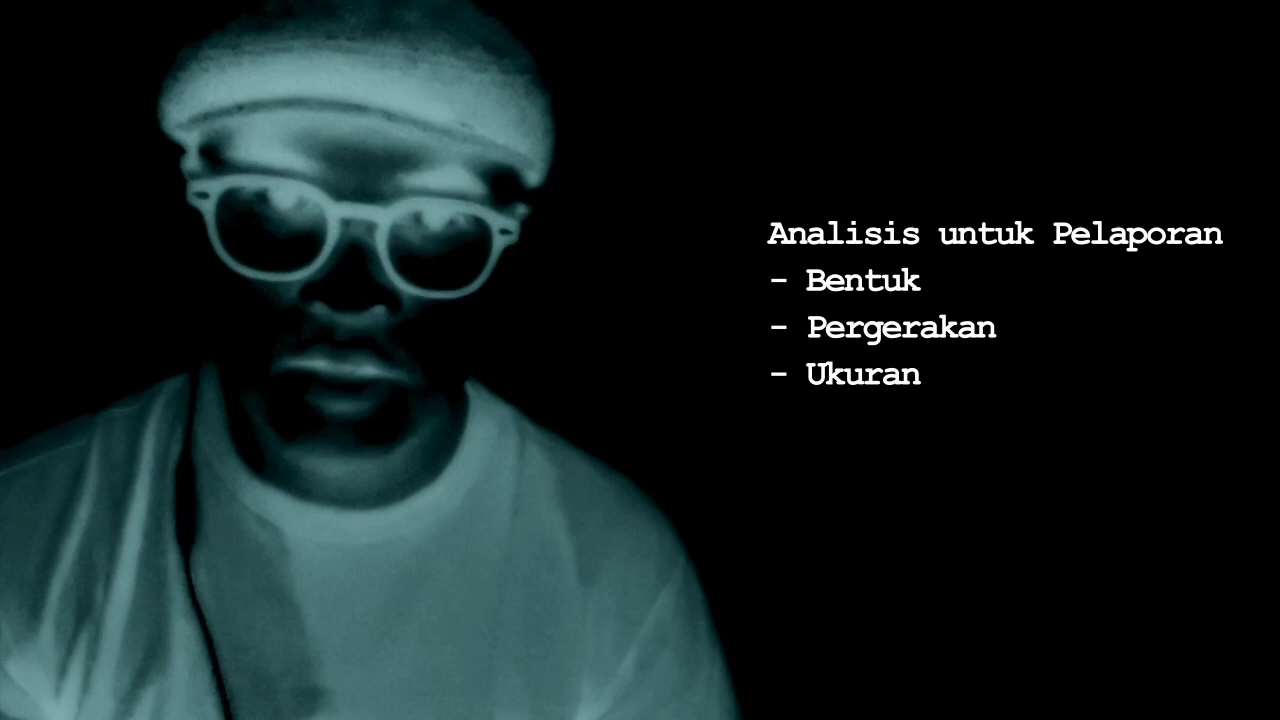 Analisis untuk Pelaporan
- Bentuk
- Pergerakan
- Ukuran